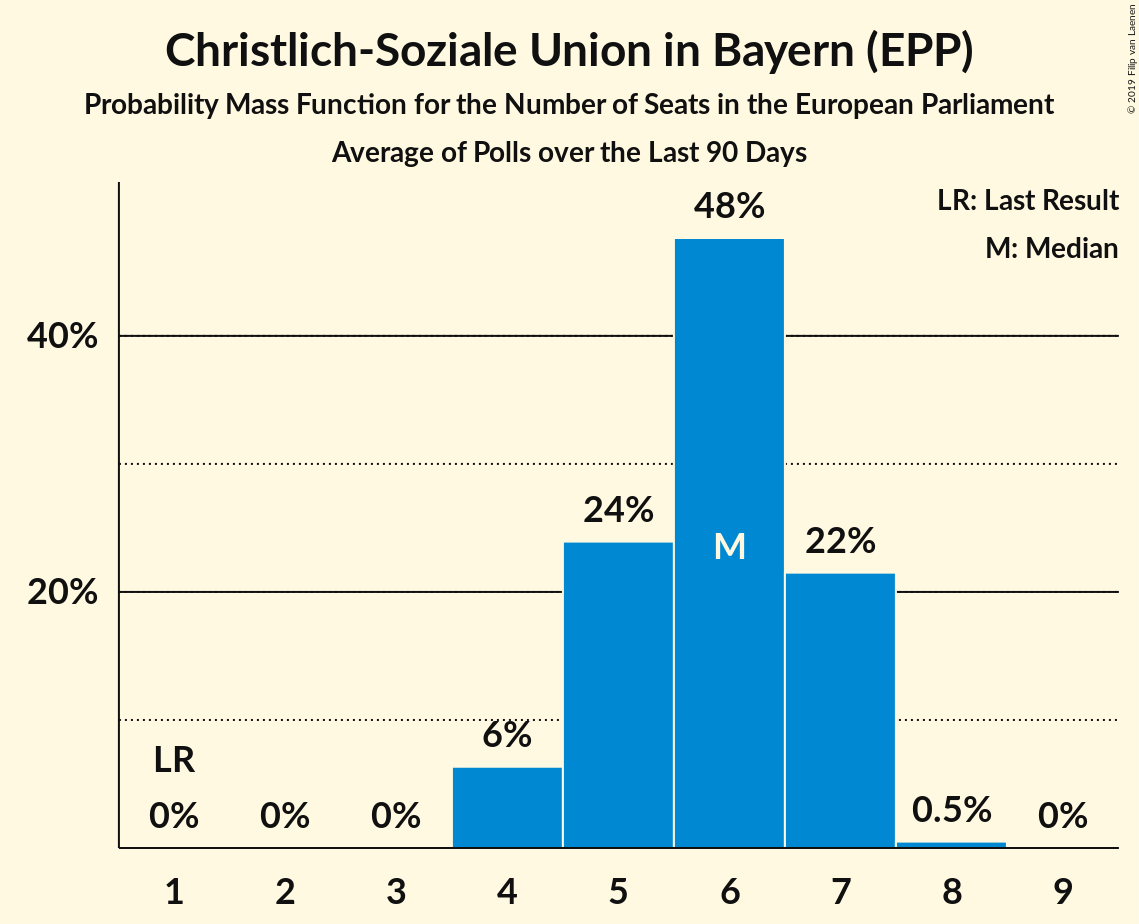 Christlich-Soziale Union in Bayern (EPP)
Probability Mass Function for the Number of Seats in the European Parliament
Average of Polls over the Last 90 Days
© 2019 Filip van Laenen
LR: Last Result
M: Median
48%
40%
24%
M
22%
20%
6%
LR
0%
0%
0%
0.5%
0%
1 2 3 4 5 6 7 8 9